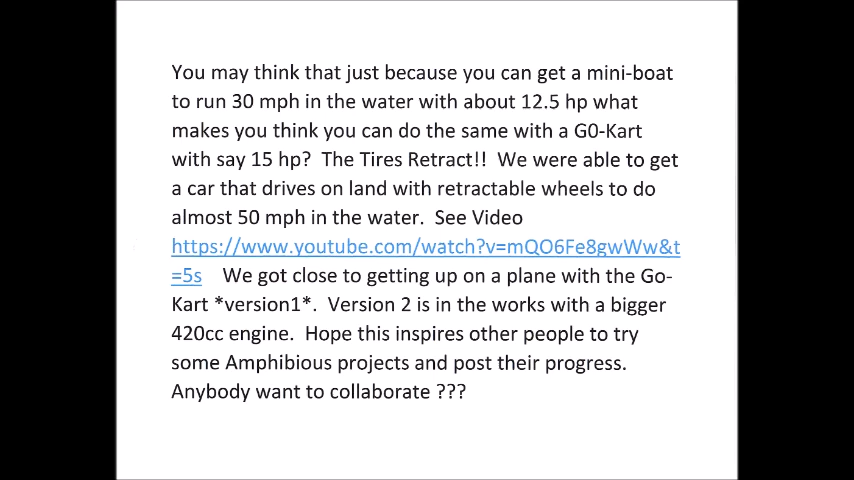 You may think that just because you can get a mini-boat
to run 30 mph in the water with about 12.5 hp what
makes you think you can do the same with a G0-Kart
with say 15 hp?  The Tires Retract!!  We were able to get
a car that drives on land with retractable wheels to do
almost 50 mph in the water.  See Video
https://www.youtube.com/watch?v=mQO6Fe8gwWw&t
=5s    We got close to getting up on a plane with the Go-
Kart *version1*.  Version 2 is in the works with a bigger
420cc engine.  Hope this inspires other people to try
some Amphibious projects and post their progress.
Anybody want to collaborate ???